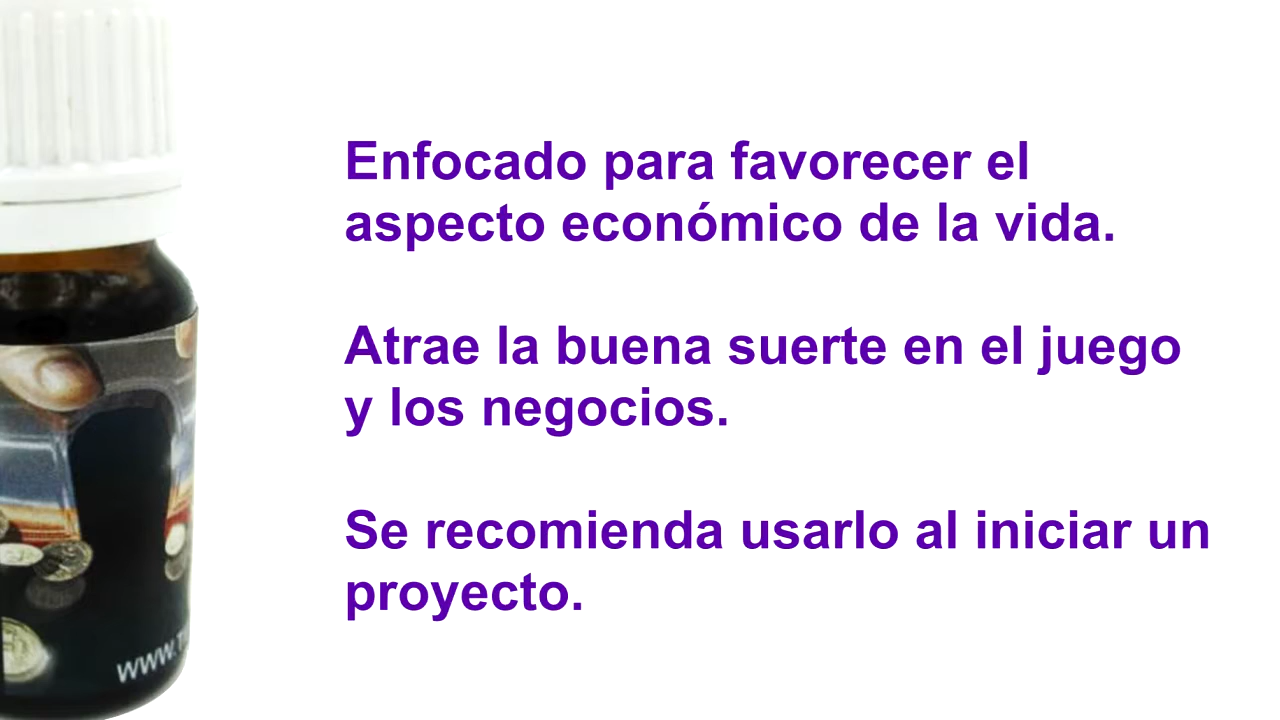 Enfocado para favorecer el
aspecto económico de la vida.
Atrae la buena suerte en el juego
y los negocios.
Se recomienda usarlo al iniciar un
proyecto.
www.